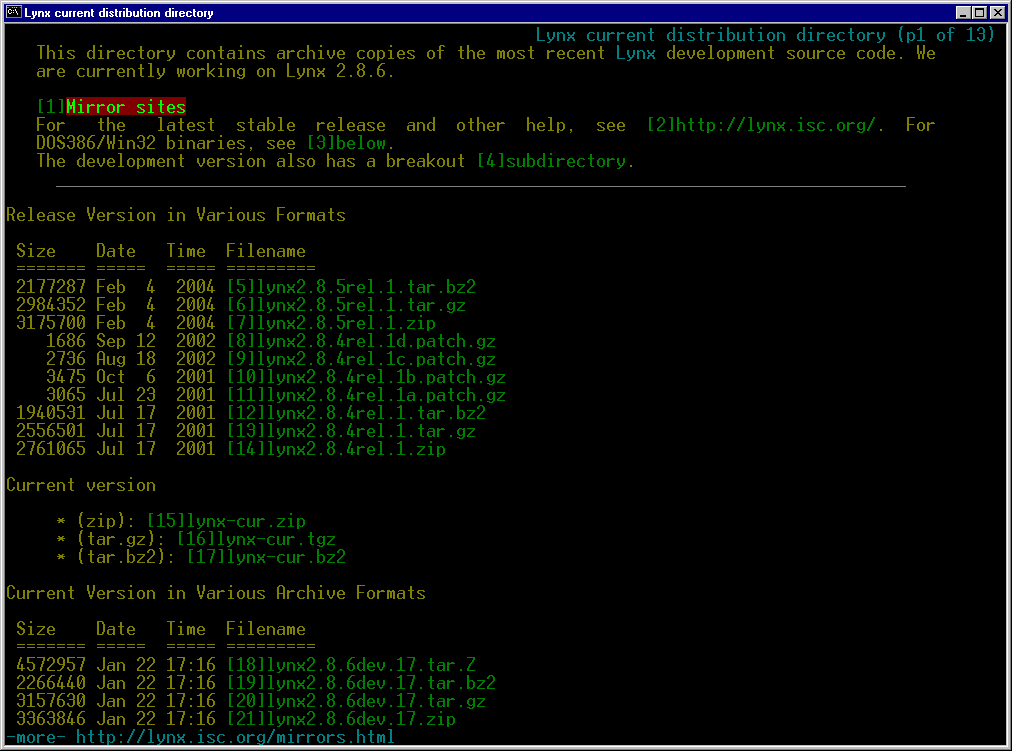 Lynx current distribution directory
Lynx current distribution directory (p1 of 13)
This directory contains archive copies of the most recent Lynx development source code. We
are currently working on Lynx 2.8.6.
[1]Mirror sites
For the latest stable release and other help, see [2]http://lynx.isc.org/. For
DOS386/Win32 binaries, see [3]below.
The development version also has a breakout [4]subdirectory.
Release Version in Various Formats
Size Date Time Filename
======= ===== ===== =========
2177287 Feb 4 2004 [5]lynx2.8.5rel.1.tar.bz2
2984352 Feb 4 2004 [6]lynx2.8.5rel.1.tar.gz
3175700 Feb 4 2004 [7]lynx2.8.5rel.1.zip
1686 Sep 12 2002 [8]lynx2.8.4rel.1d.patch.gz
2736 Aug 18 2002 [9]lynx2.8.4rel.1c.patch.gz
3475 Oct 6 2001 [10]lynx2.8.4rel.1b.patch.gz
3065 Jul 23 2001 [11]lynx2.8.4rel.1a.patch.gz
1940531 Jul 17 2001 [12]lynx2.8.4rel.1.tar.bz2
2556501 Jul 17 2001 [13]lynx2.8.4rel.1.tar.gz
2761065 Jul 17 2001 [14]lynx2.8.4rel.1.zip
Current version
* (zip): [15]lynx-cur.zip
* (tar.gz): [16]lynx-cur.tgz
* (tar.bz2): [17]lynx-cur.bz2
Current Version in Various Archive Formats
Size Date Time Filename
======= ===== ===== =========
4572957 Jan 22 17:16 [18]lynx2.8.6dev.17.tar.Z
2266440 Jan 22 17:16 [19]lynx2.8.6dev.17.tar.bz2
3157630 Jan 22 17:16 [20]lynx2.8.6dev.17.tar.gz
3363846 Jan 22 17:16 [21]lynx2.8.6dev.17.zip
-more- http://lynx.isc.org/mirrors.html